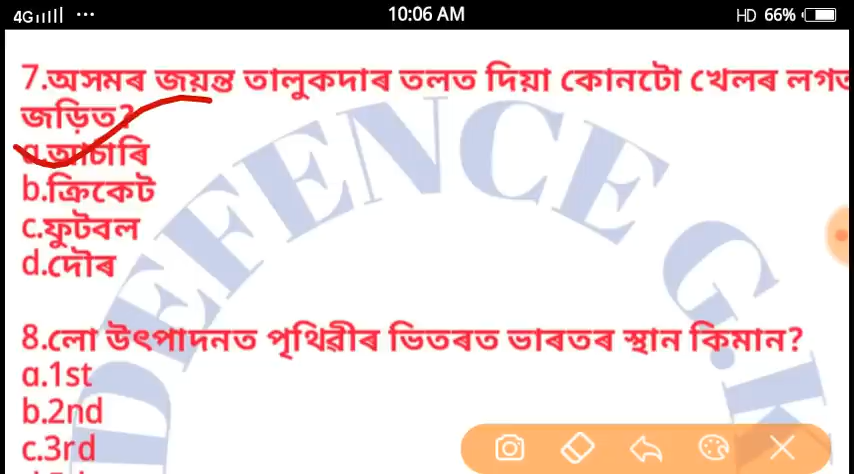 4G ...
10:06 AM
HD 66%
7.অসমৰ জয়ন্ত তালুকদাৰ তলত দিয়া কোনটো খেলৰ লগত
জড়িত?
a.আৰ্চাৰি
b.ক্ৰিকেট
c.ফুটবল
d.দৌৰ
8.লো উৎপাদনত পৃথিৱীৰ ভিতৰত ভাৰতৰ স্থান কিমান?
a.1st
b.2nd
c.3rd
DEFENCE G.K